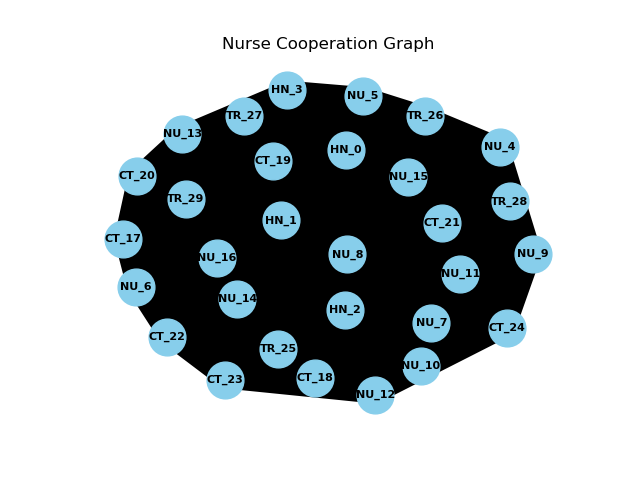 Nurse Cooperation Graph
HN_3
NU_5
TR_27
TR_26
NU_13
NU_4
HN_0
CT_19
CT_20
NU_15
TR_29
TR_28
HN_1
CT_21
CT_17
NU_8
NU_9
NU_16
NU_11
NU_6
NU_14
HN_2
NU_7
CT_24
CT_22
TR_25
NU_10
CT_18
CT_23
NU_12